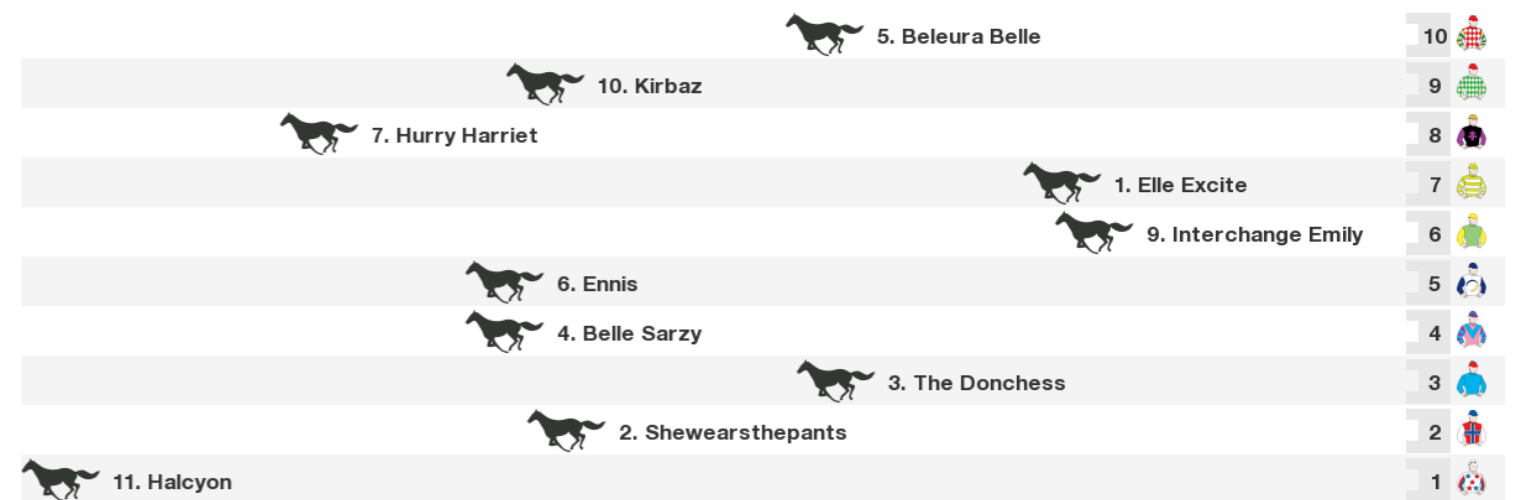 5. Beleura Belle 10
10. Kirbaz 9
7. Hurry Harriet 8
1. Elle Excite 7
9. Interchange Emily 6
6. Ennis 5
4. Belle Sarzy 4
3. The Donchess 3
2. Shewearsthepants 2
11. Halcyon 1